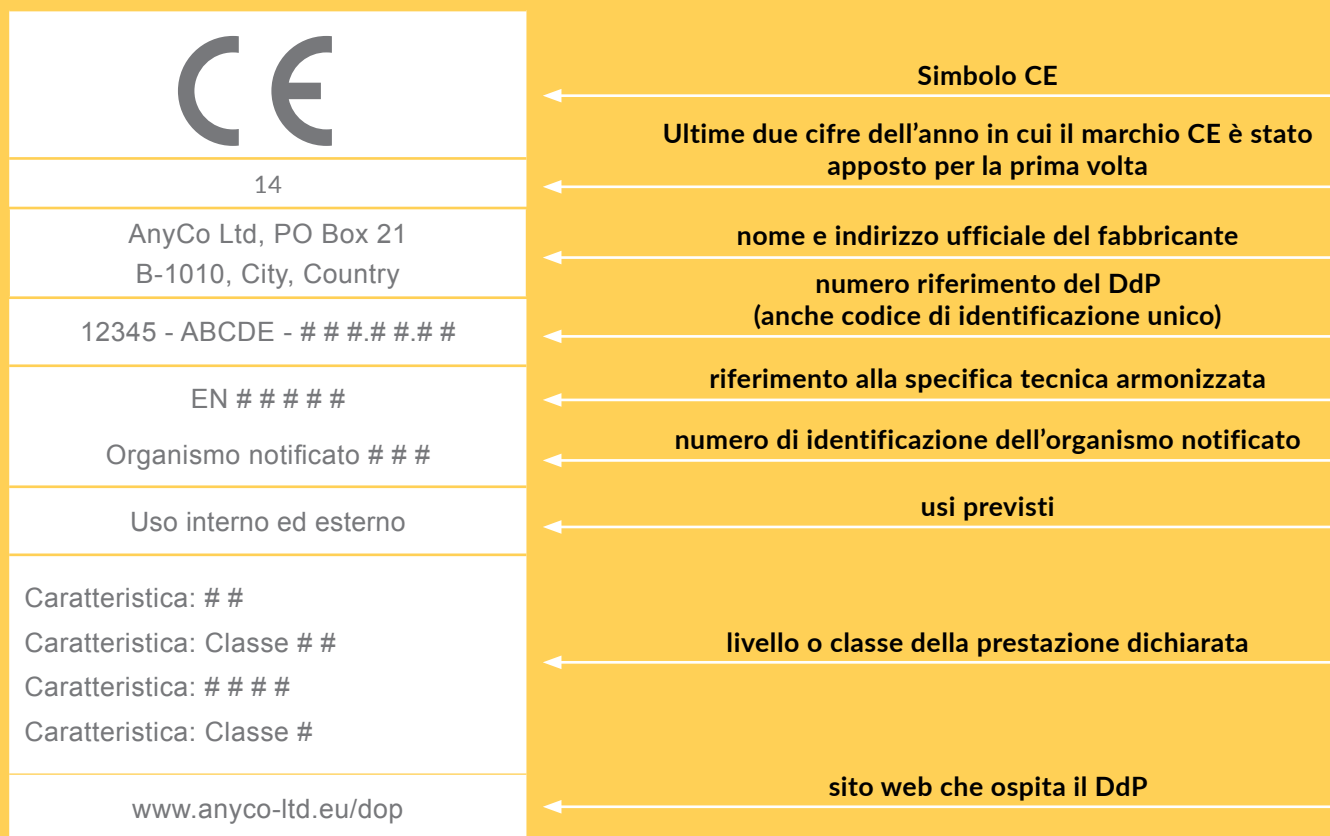 CE
Simbolo CE
Ultime due cifre dell’anno in cui il marchio CE è stato
apposto per la prima volta
14
AnyCo Ltd, PO Box 21
B-1010, City, Country
nome e indirizzo ufficiale del fabbricante
numero riferimento del DdP
(anche codice di identificazione unico)
12345 - ABCDE - # # #.# #.# #
riferimento alla specifica tecnica armonizzata
EN # # # # #
numero di identificazione dell’organismo notificato
Organismo notificato # # #
usi previsti
Uso interno ed esterno
Caratteristica: # #
Caratteristica: Classe # #
Caratteristica: # # # #
Caratteristica: Classe #
livello o classe della prestazione dichiarata
sito web che ospita il DdP
www.anyco-ltd.eu/dop